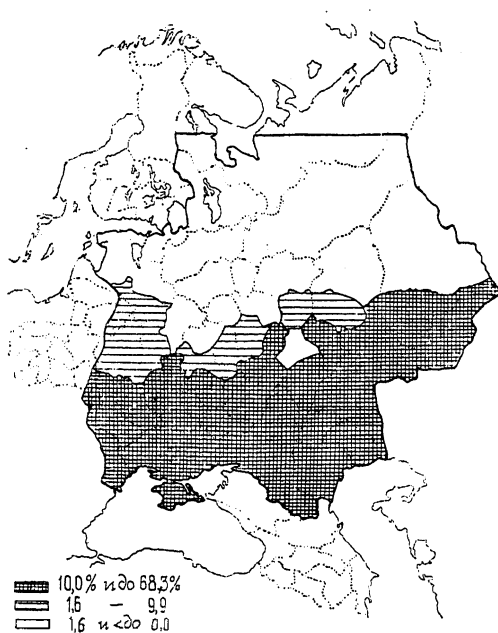 10,0% и до 68,3%
1,6 — 9,9
1,6 и <до 0,0